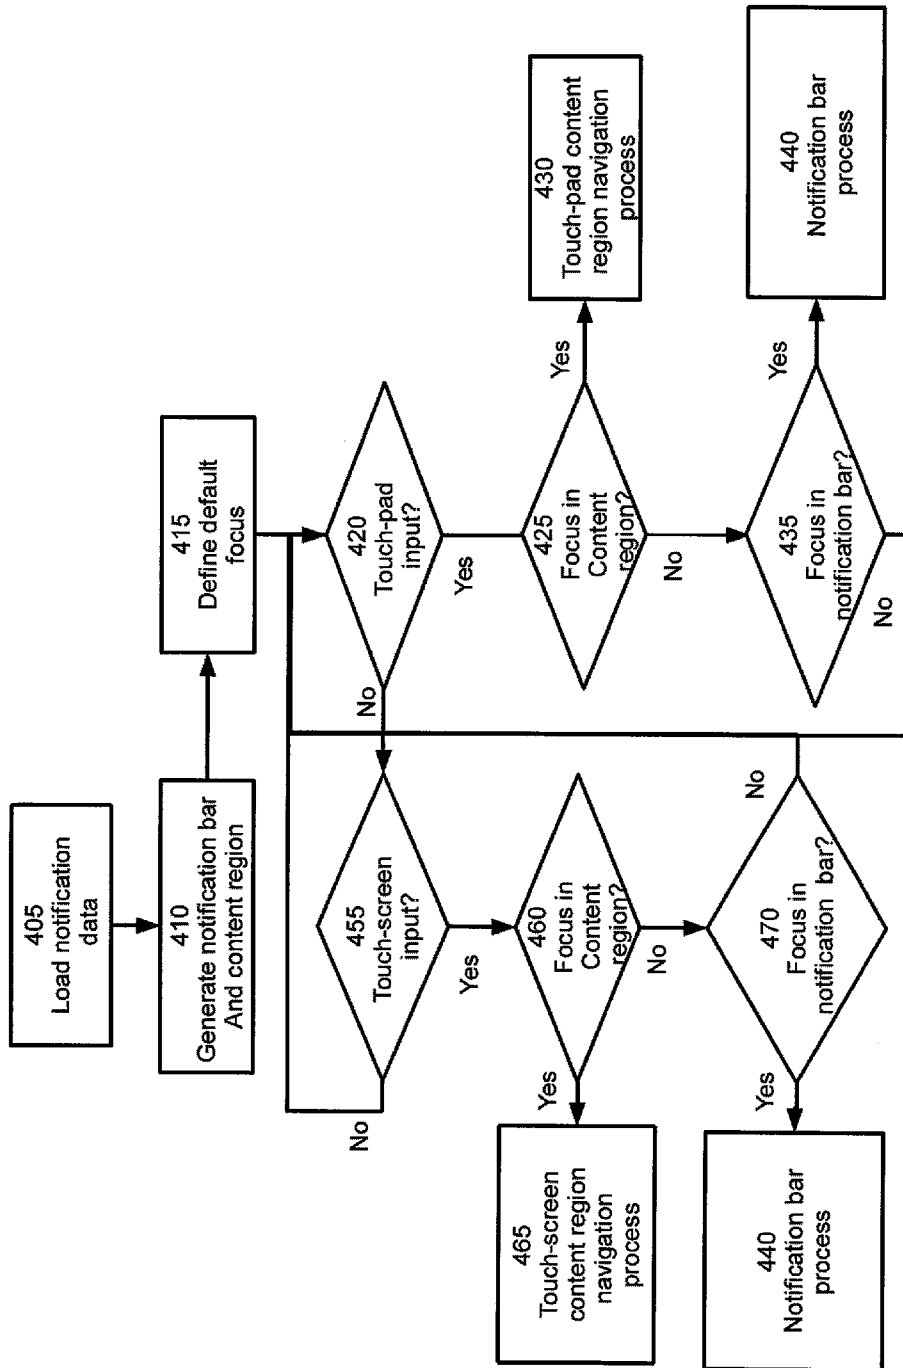 405
Load notification
data
410
Generate notification bar
And content region
415
Define default
focus
420
Touch-pad
input?
No
Yes
455
Touch-screen
input?
No
Yes
425
Focus in
Content
region?
Yes
No
430
Touch-pad content
region navigation
process
460
Focus in
Content
region?
Yes
No
465
Touch-screen
content region
navigation
process
435
Focus in
notification bar?
Yes
No
440
Notification bar
process
470
Focus in
notification bar?
Yes
No
440
Notification bar
process